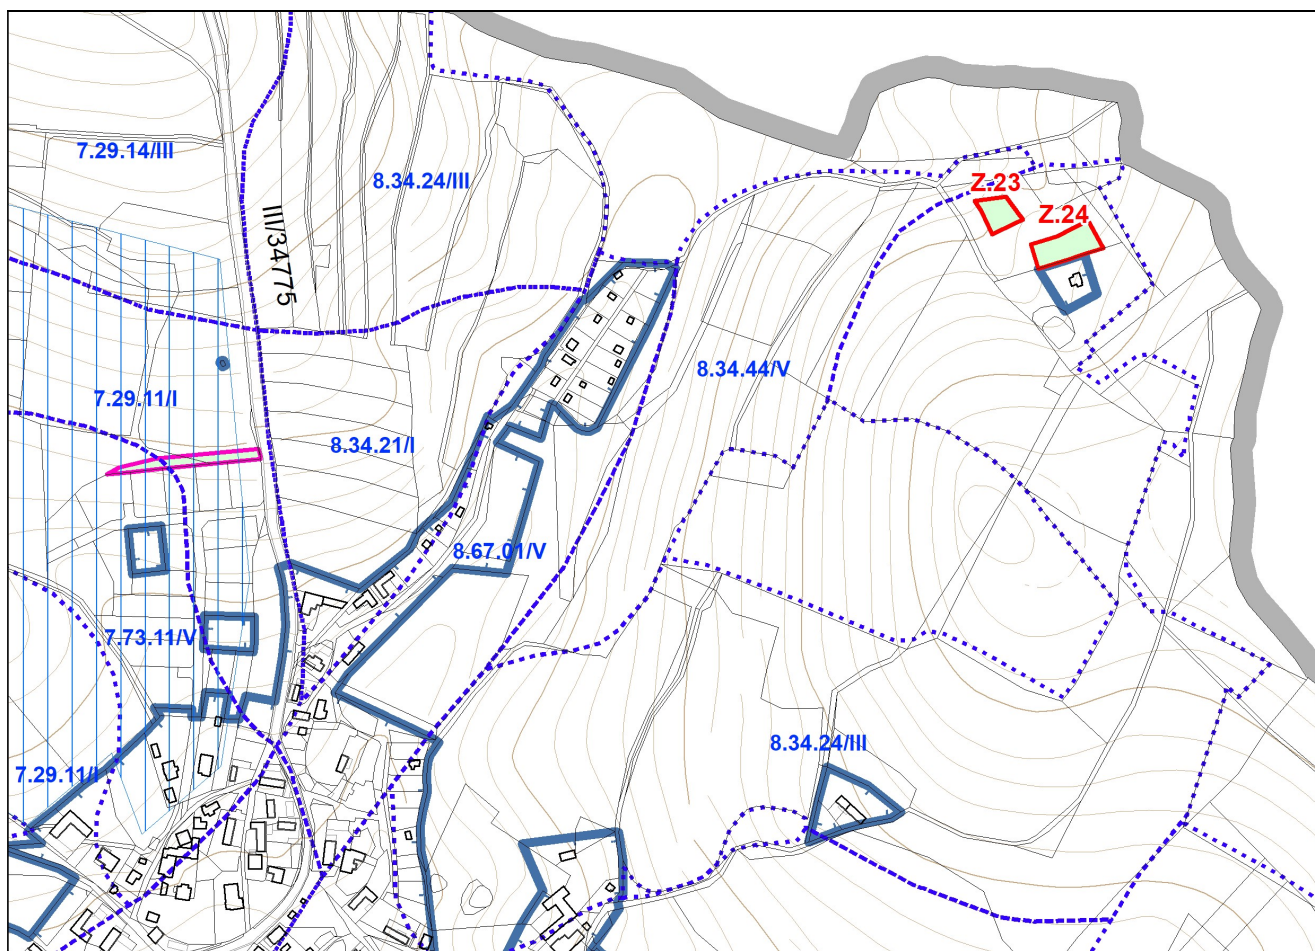 7.29.14/III
8.34.24/III
Z.23
Z.24
III/34775
7.29.11/I
8.34.44/V
8.34.21/I
8.67.01/V
7.73.11/V
8.34.24/III
7.29.11/I